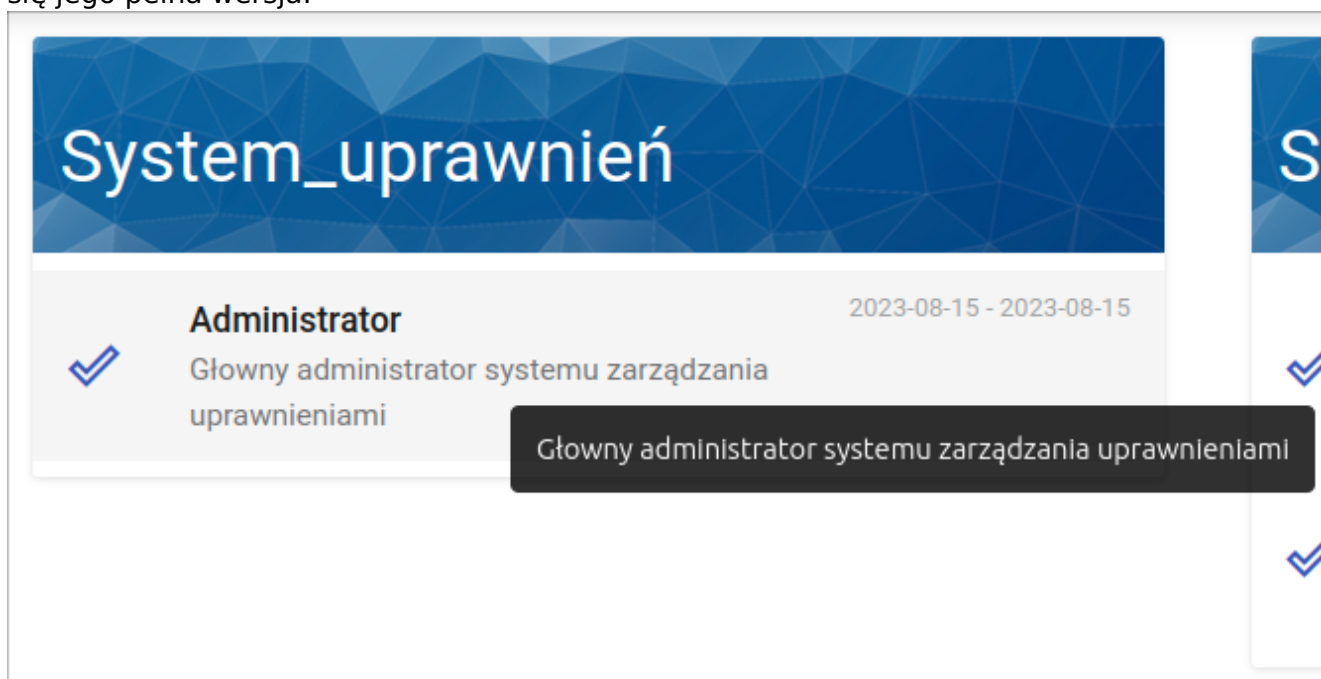 się jego pełna wersja.
System_uprawnień
S
Administrator
2023-08-15 - 2023-08-15
Głowny administrator systemu zarządzania
uprawnieniami
Głowny administrator systemu zarządzania uprawnieniami